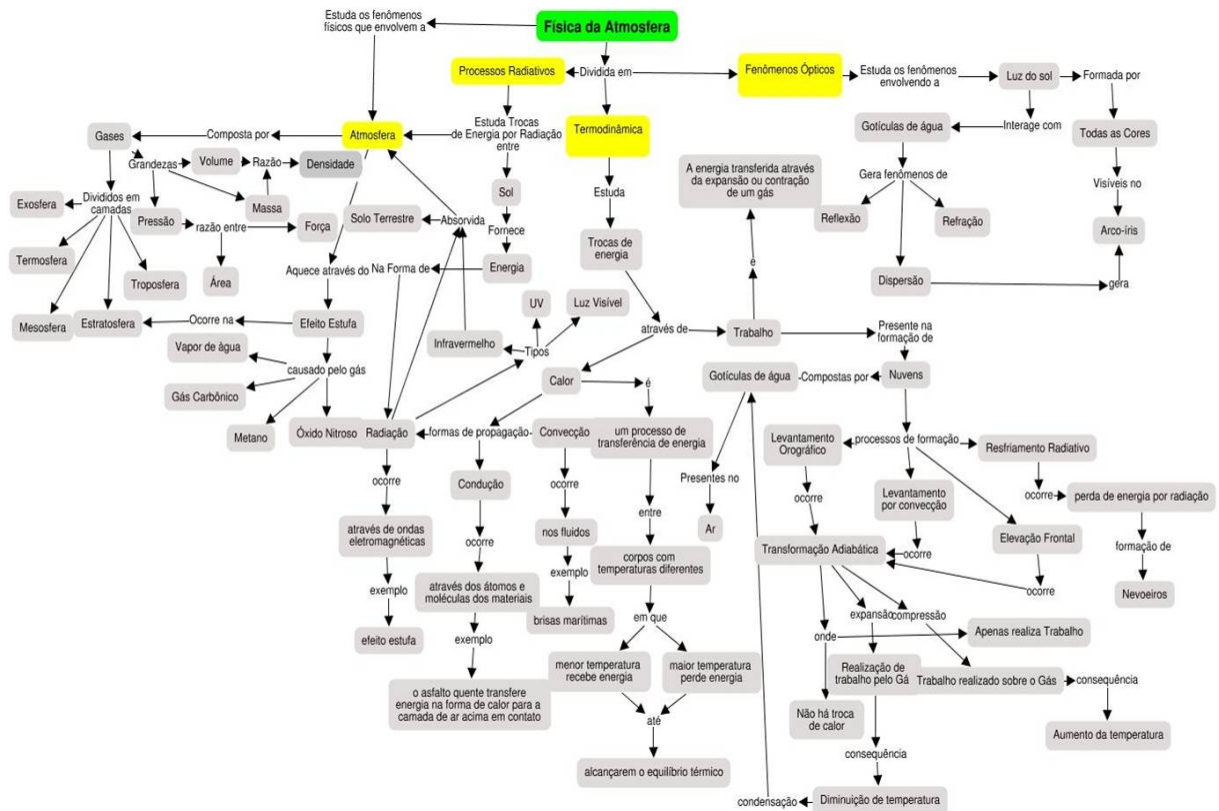 Física da Atmosfera
Estuda os fenômenos
físicos que envolvem a
Processos Radiativos
Dividida em
Fenômenos Ópticos
Estuda os fenômenos
envolvendo a
Luz do sol
Formada por
Gases
Composta por
Atmosfera
Estuda Trocas
de Energia por Radiação
entre
Termodinâmica
Gotículas de água
Interage com
Todas as Cores
Grandezas
Volume
Razão
Densidade
A energia transferida através
da expansão ou contração
de um gás
Gera fenômenos de
Visíveis no
Exosfera
Divididos em
camadas
Massa
Sol
Estuda
Reflexão
Refração
Pressão
razão entre
Força
Solo Terrestre
Absorvida
Fornece
Trocas de
energia
é
Arco-íris
Termosfera
Troposfera
Área
Aquece através do
Na Forma de
Energia
Dispersão
gera
Mesosfera
Estratosfera
Ocorre na
Efeito Estufa
UV
Luz Visível
através de
Trabalho
Presente na
formação de
Vapor de àgua
Infravermelho
Tipos
causado pelo gás
Calor
é
Gotículas de água
Compostas por
Nuvens
Gás Carbônico
Metano
Óxido Nitroso
Radiação
formas de propagação
Convecção
um processo de
transferência de energia
Levantamento
Orográfico
processos de formação
Resfriamento Radiativo
ocorre
Condução
ocorre
Presentes no
ocorre
Levantamento
por convecção
ocorre
perda de energia por radiação
entre
Ar
através de ondas
eletromagnéticas
ocorre
nos fluidos
Transformação Adiabática
ocorre
Elevação Frontal
formação de
corpos com
temperaturas diferentes
exemplo
através dos átomos e
moléculas dos materiais
exemplo
ocorre
Nevoeiros
brisas marítimas
em que
expansão
compressão
efeito estufa
exemplo
onde
Apenas realiza Trabalho
menor temperatura
recebe energia
maior temperatura
perde energia
Realização de
trabalho pelo Gá
Trabalho realizado sobre o Gás
consequência
o asfalto quente transfere
energia na forma de calor para a
camada de ar acima em contato
até
Não há troca
de calor
Aumento da temperatura
consequência
alcançarem o equilíbrio térmico
condensação
Diminuição de temperatura